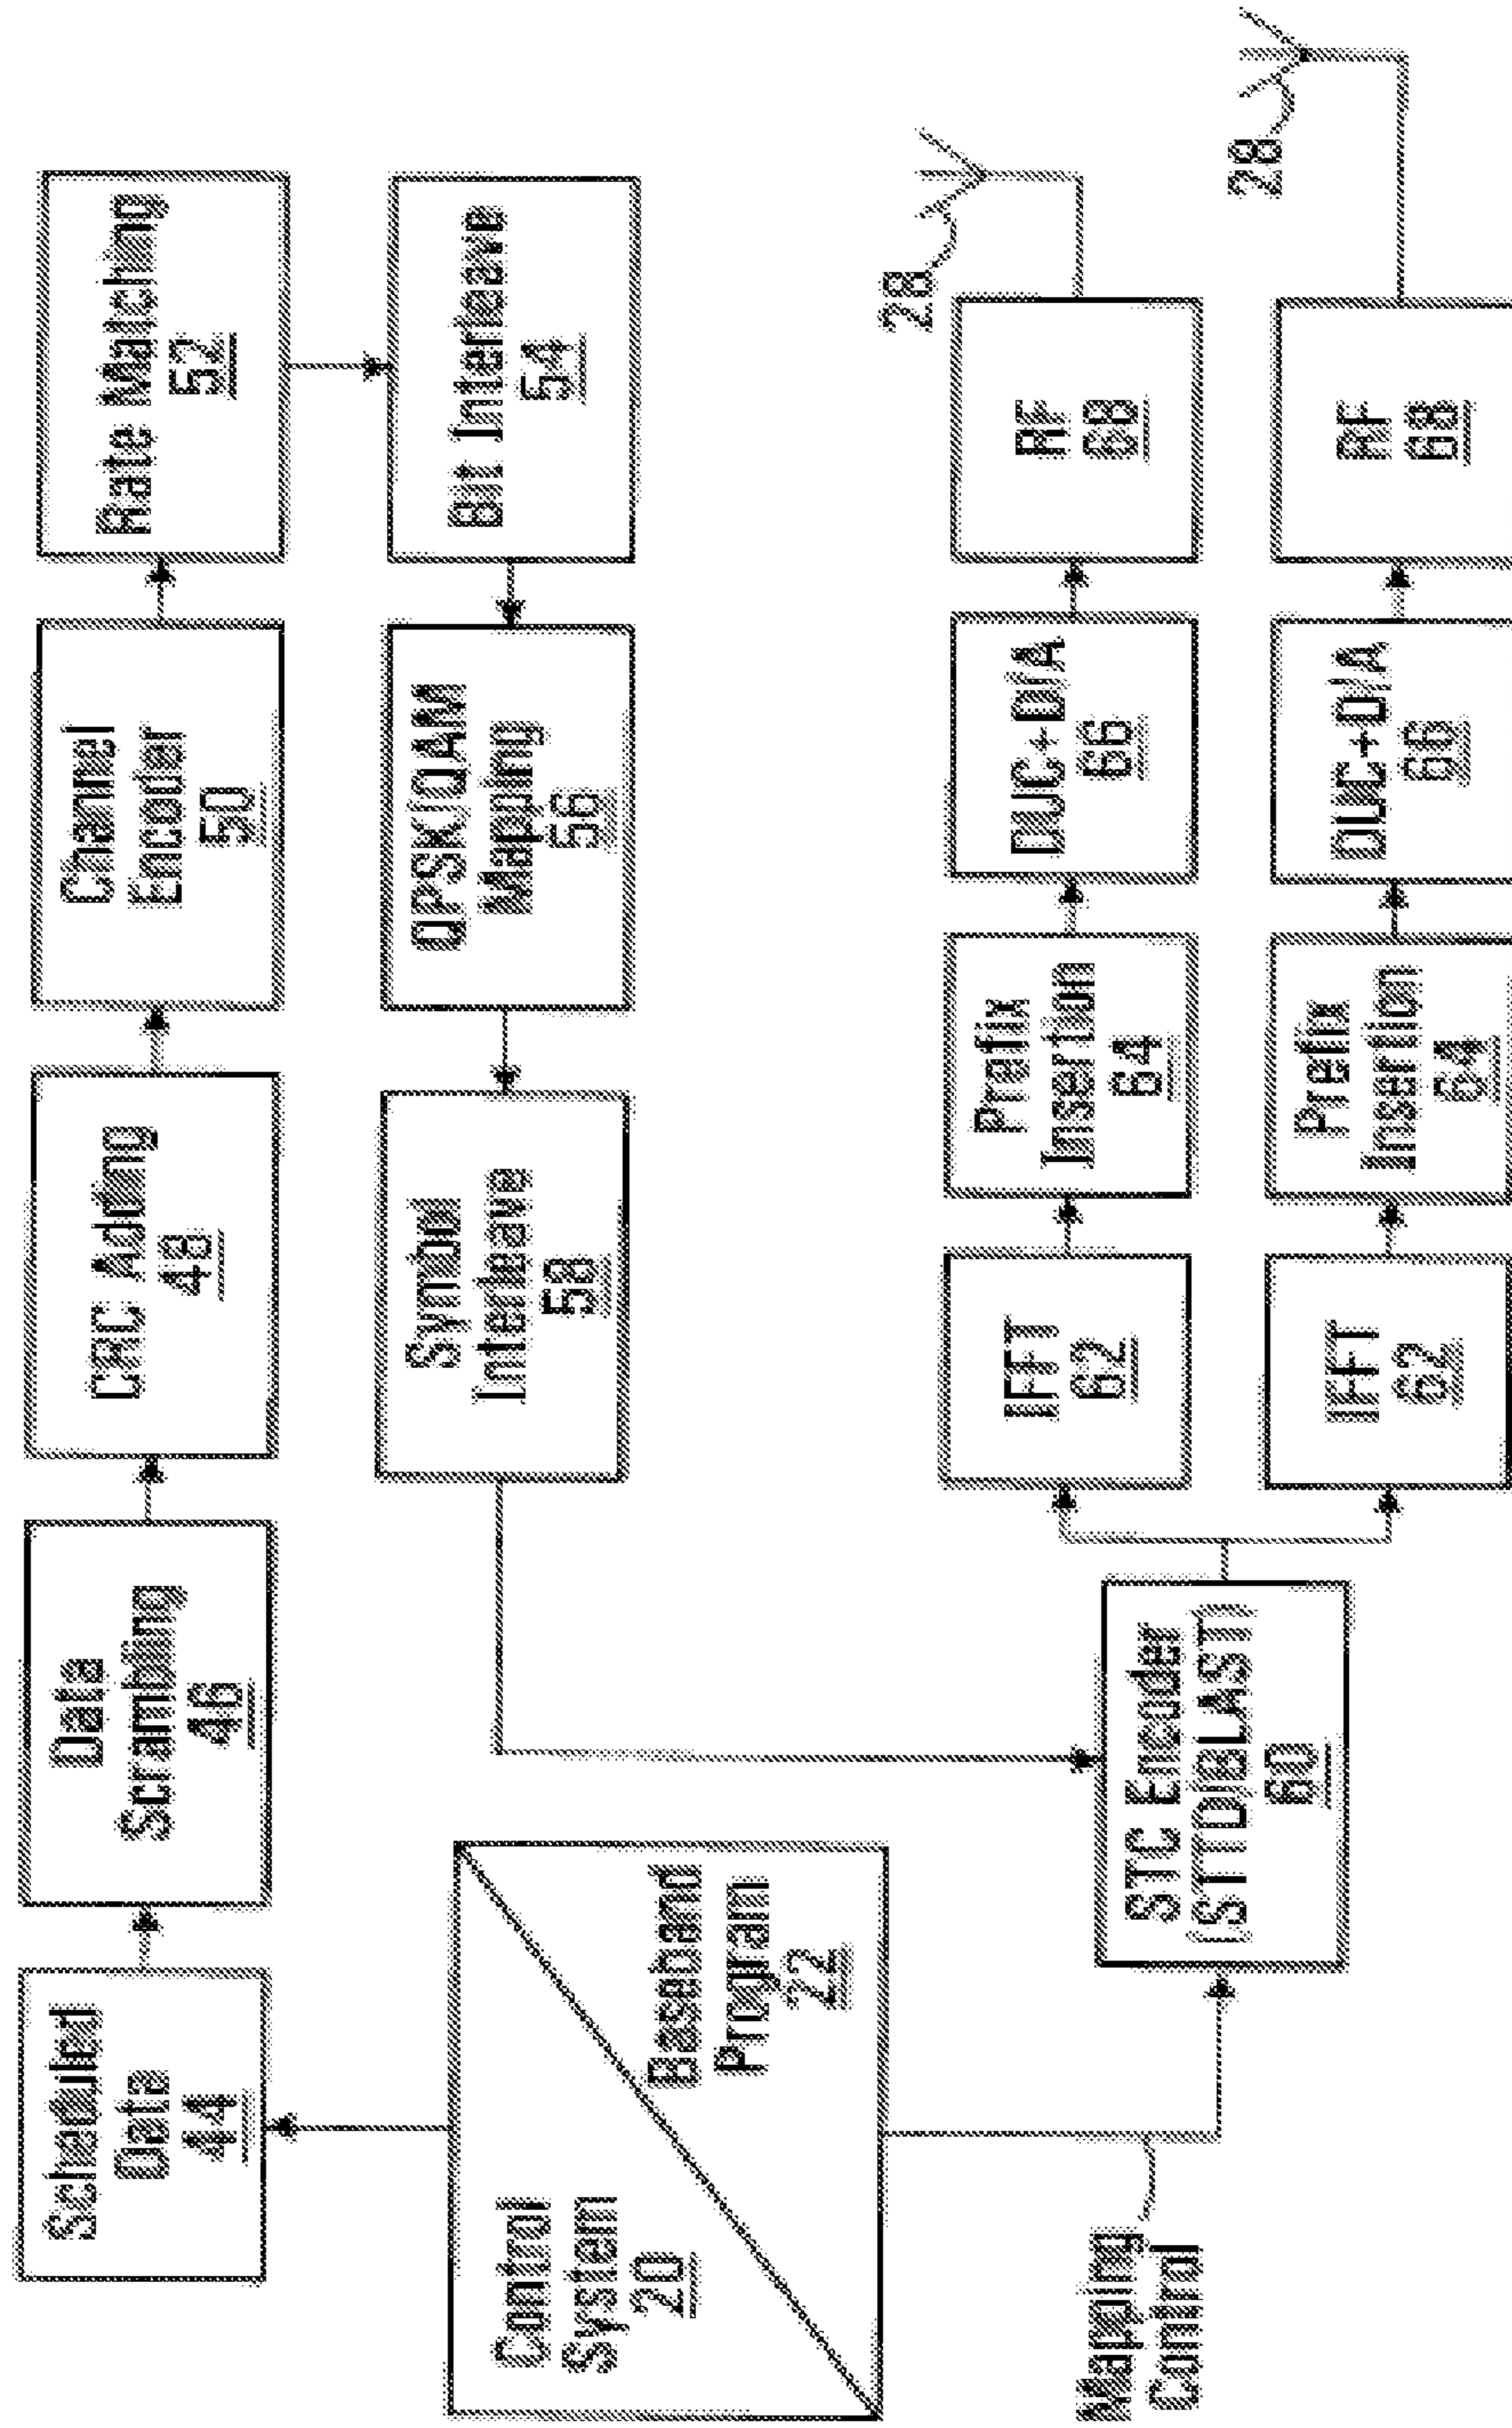 Scheduled
Data
44
Data
Scrambling
46
CRC Adding
48
Channel
Encoder
50
Rate Matching
52
Bit Interleave
54
QPSK/QAM
Mapping
56
Symbol
Interleave
58
Control
System
20
Baseband
Program
22
Mapping
Control
STC Encoder
(STTD/BLAST)
60
IFFT
62
Prefix
Insertion
64
DUC+D/A
66
RF
68
28
IFFT
62
Prefix
Insertion
64
DUC+D/A
66
RF
68
28